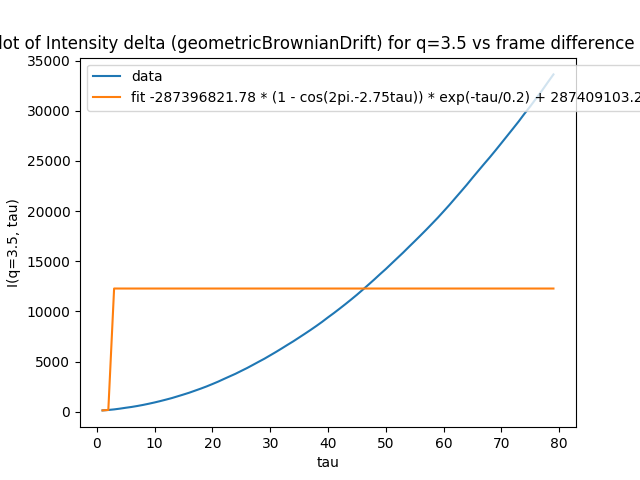 lot of Intensity delta (geometricBrownianDrift) for q=3.5 vs frame difference
data
fit -287396821.78 * (1 - cos(2pi.-2.75tau)) * exp(-tau/0.2) + 287409103.2
I(q=3.5, tau)
35000
30000
25000
20000
15000
10000
5000
0
0 10 20 30 40 50 60 70 80
tau